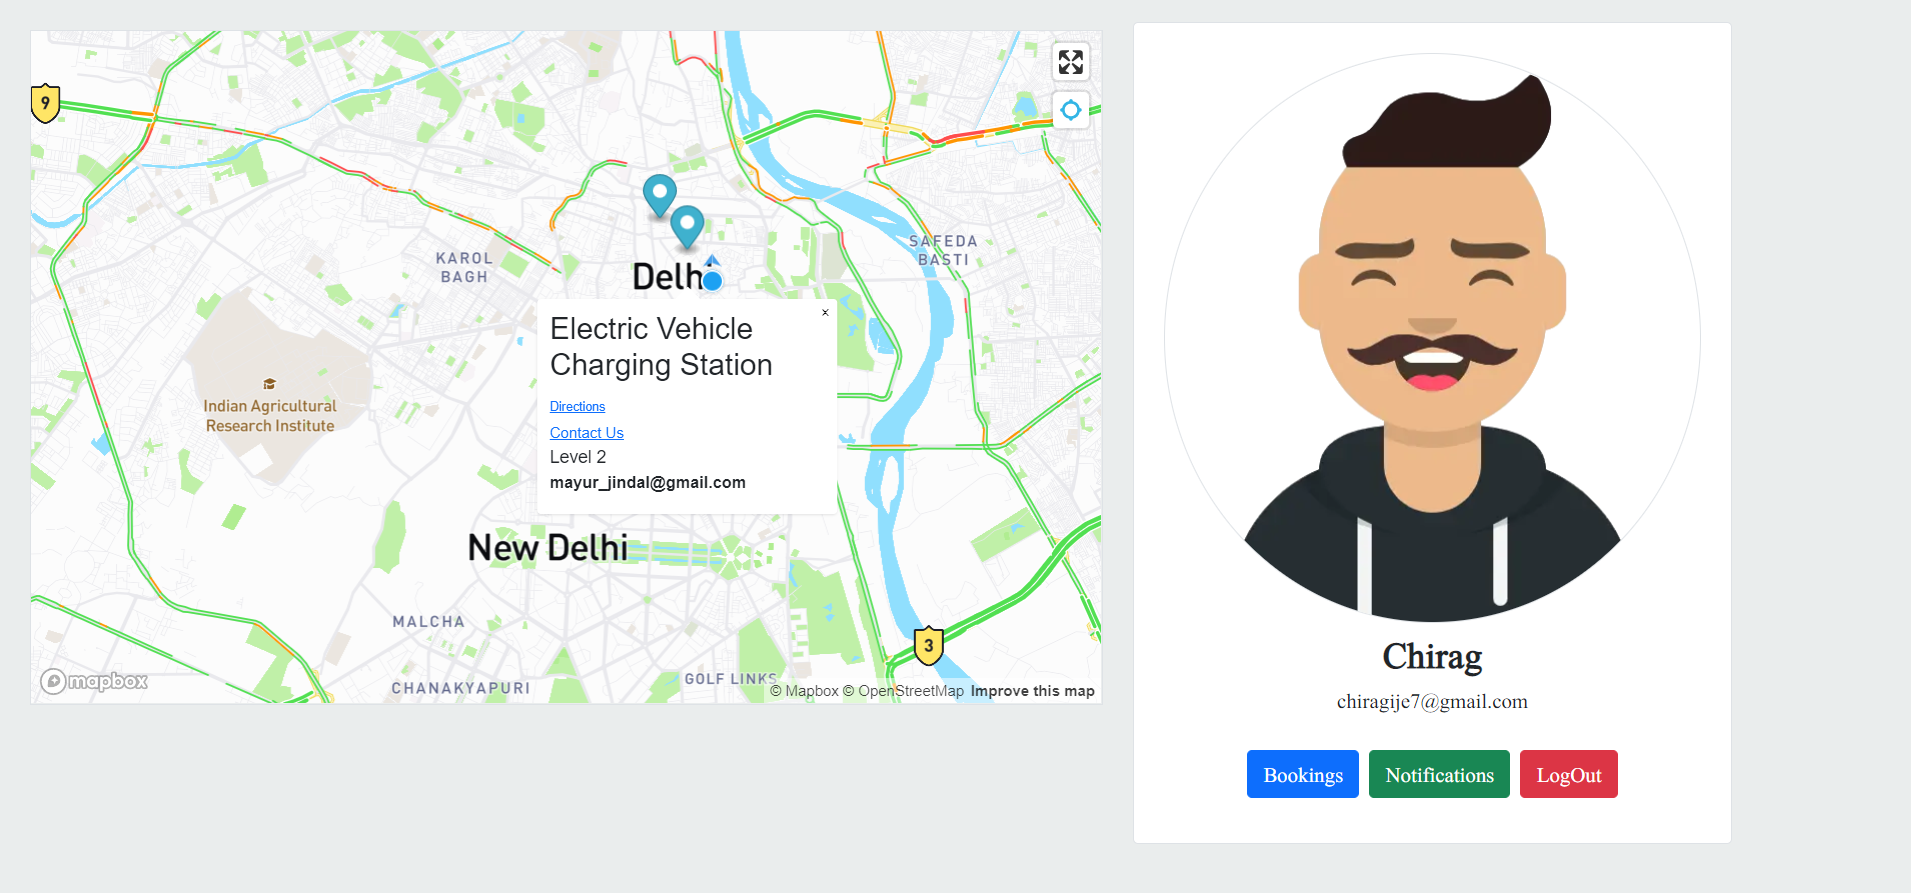 9
KAROL
BAGH
SAFEDA
BASTI
Delhi
Electric Vehicle
Charging Station
×
Directions
Contact Us
Level 2
mayur_jindal@gmail.com
Indian Agricultural
Research Institute
New Delhi
MALCHA
3
CHANAKYAPURI
GOLF LINKS
mapbox
© Mapbox © OpenStreetMap Improve this map
Chirag
chiragije7@gmail.com
Bookings
Notifications
LogOut